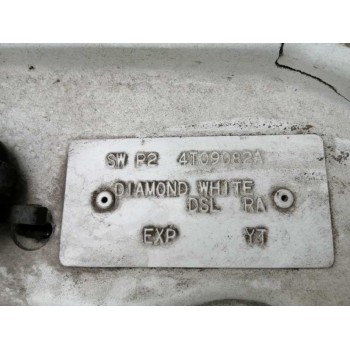 SW R2 4T09082A
DIAMOND WHITE
DSL RA
EXP YT